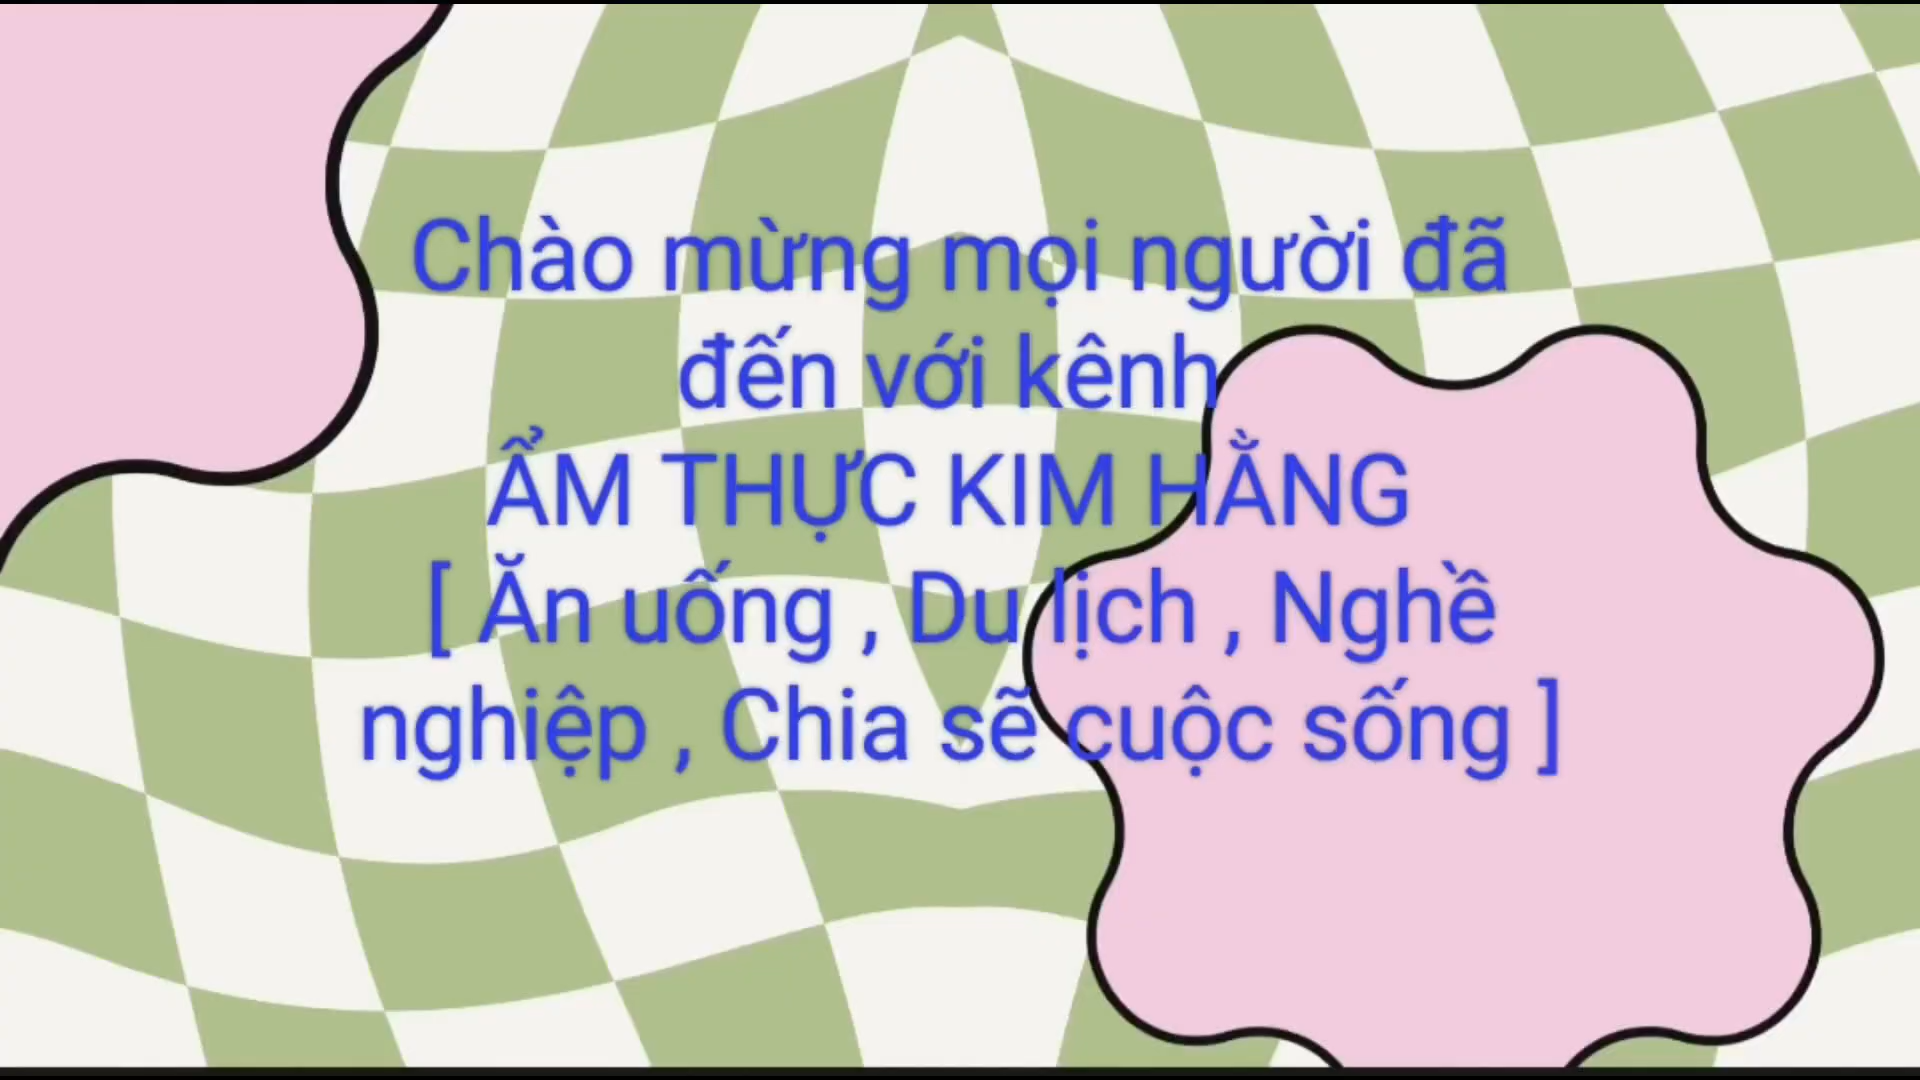 Chào mừng mọi người đã
đến với kênh
ẨM THỰC KIM HẰNG
[ Ăn uống , Du lịch , Nghề
nghiệp , Chia sẽ cuộc sống ]